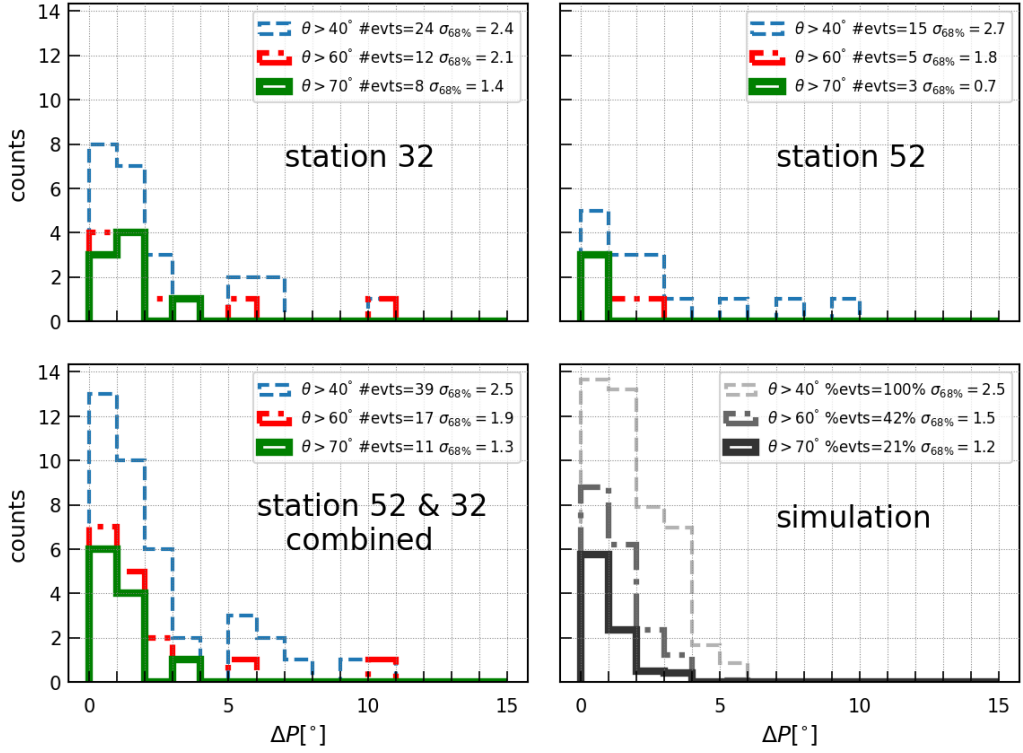 θ > 40° #evts=24 σ68% = 2.4
θ > 60° #evts=12 σ68% = 2.1
θ > 70° #evts=8 σ68% = 1.4
station 32
counts
14
12
10
8
6
4
2
0
θ > 40° #evts=15 σ68% = 2.7
θ > 60° #evts=5 σ68% = 1.8
θ > 70° #evts=3 σ68% = 0.7
station 52
θ > 40° #evts=39 σ68% = 2.5
θ > 60° #evts=17 σ68% = 1.9
θ > 70° #evts=11 σ68% = 1.3
station 52 & 32
combined
counts
14
12
10
8
6
4
2
0
0 5 10 15
ΔP[°]
θ > 40° %evts=100% σ68% = 2.5
θ > 60° %evts=42% σ68% = 1.5
θ > 70° %evts=21% σ68% = 1.2
simulation
0 5 10 15
ΔP[°]